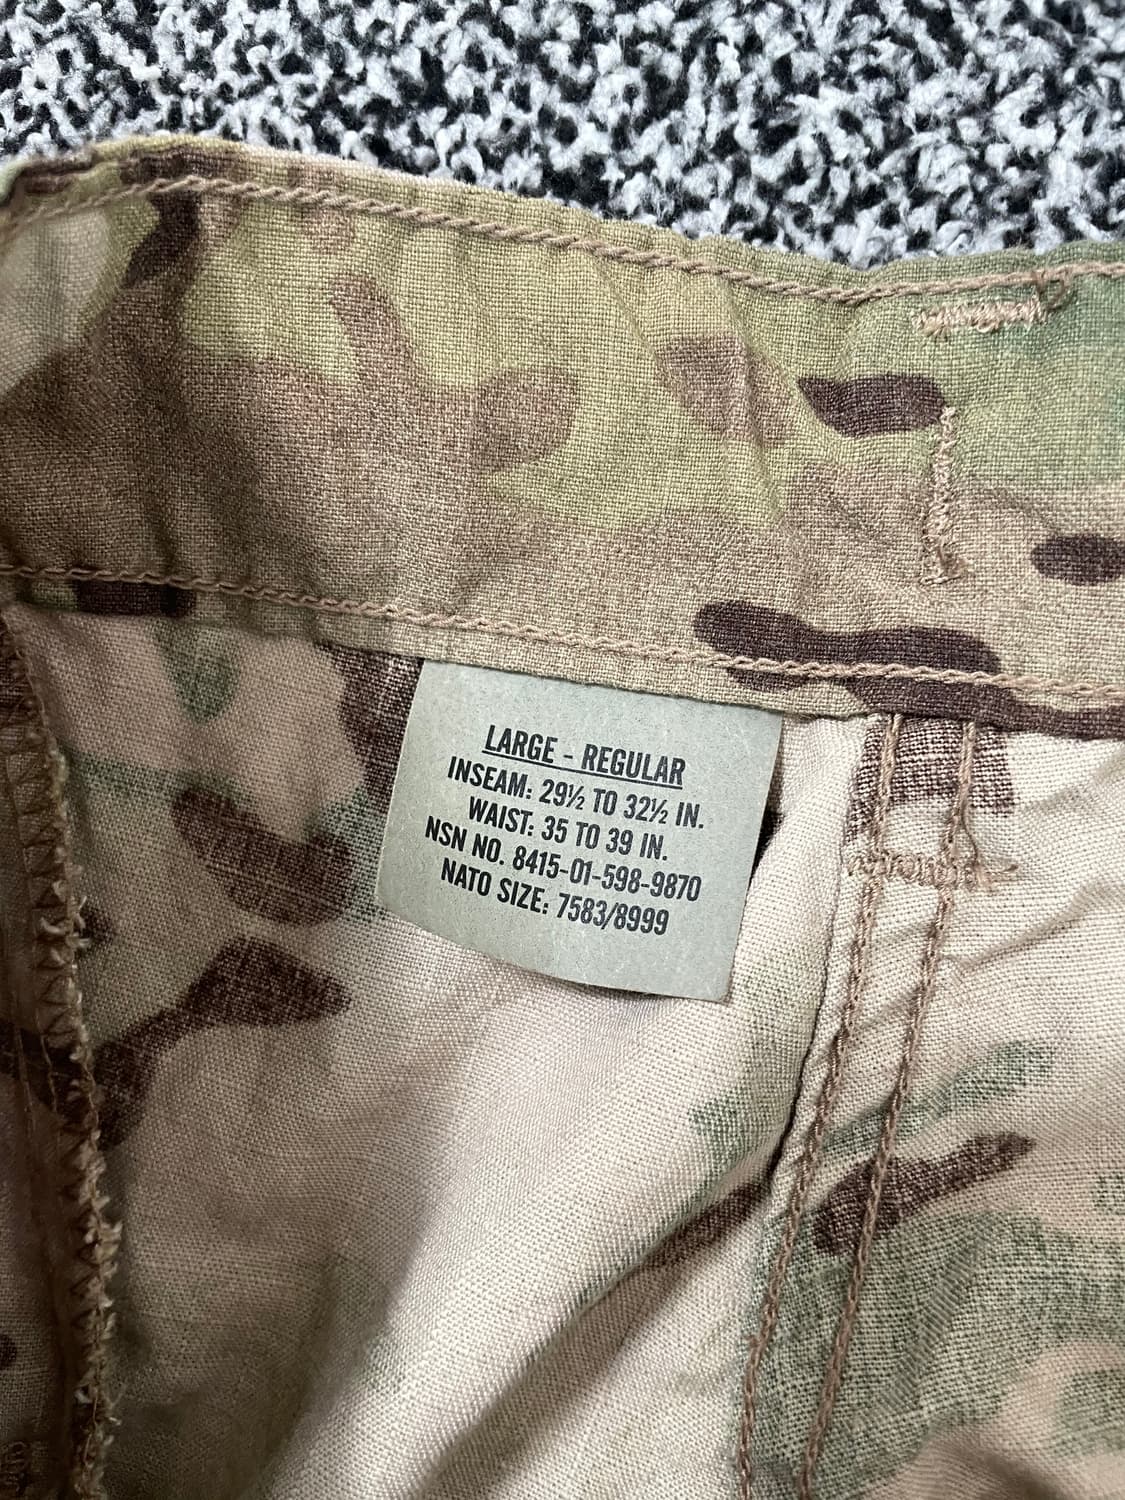 LARGE - REGULAR
INSEAM: 29½ TO 32½ IN.
WAIST: 35 TO 39 IN.
NSN NO. 8415-01-598-9870
NATO SIZE: 7583/8999